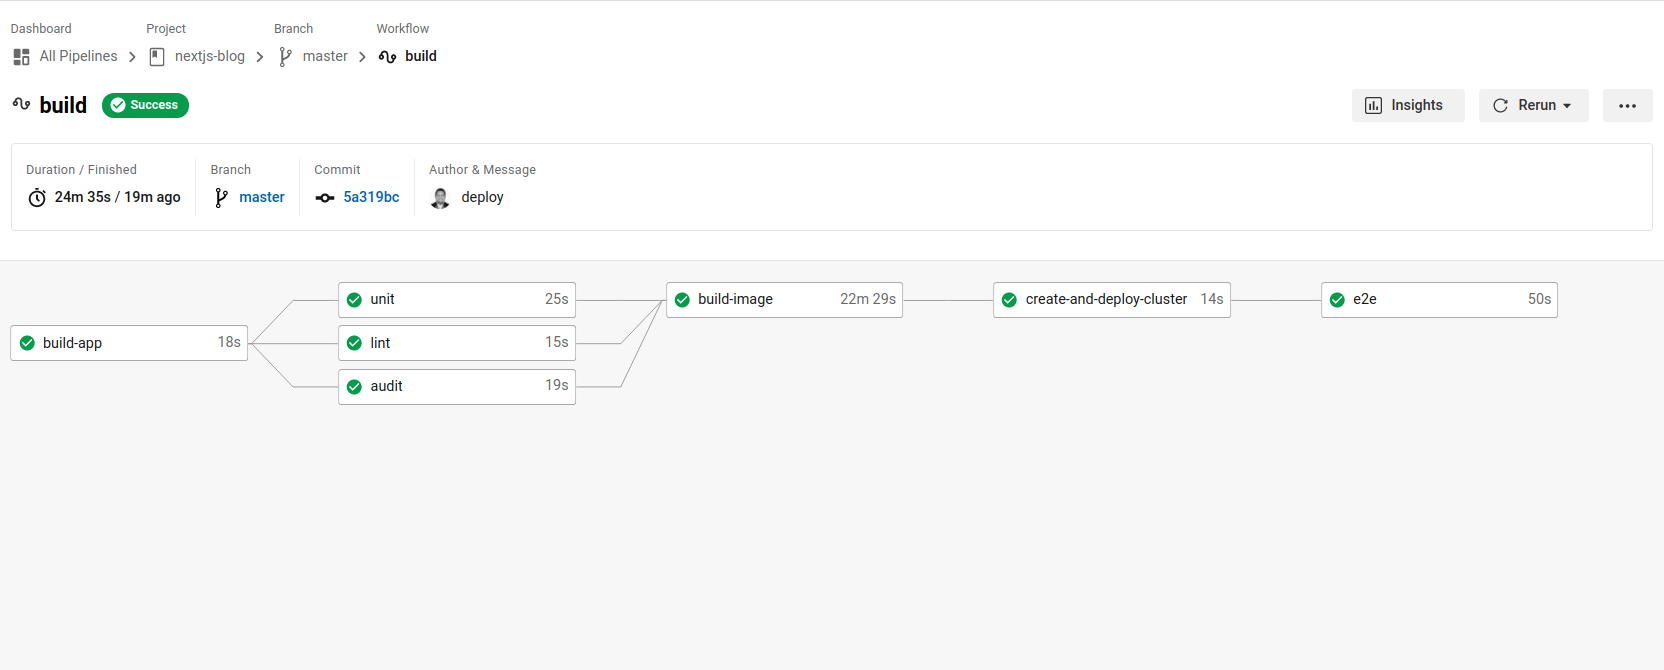 Dashboard Project Branch Workflow
All Pipelines nextjs-blog master build
build Success Insights Rerun
Duration / Finished Branch Commit Author & Message
24m 35s / 19m ago master 5a319bc deploy
unit 25s build-image 22m 29s create-and-deploy-cluster 14s e2e 50s
build-app 18s lint 15s
audit 19s